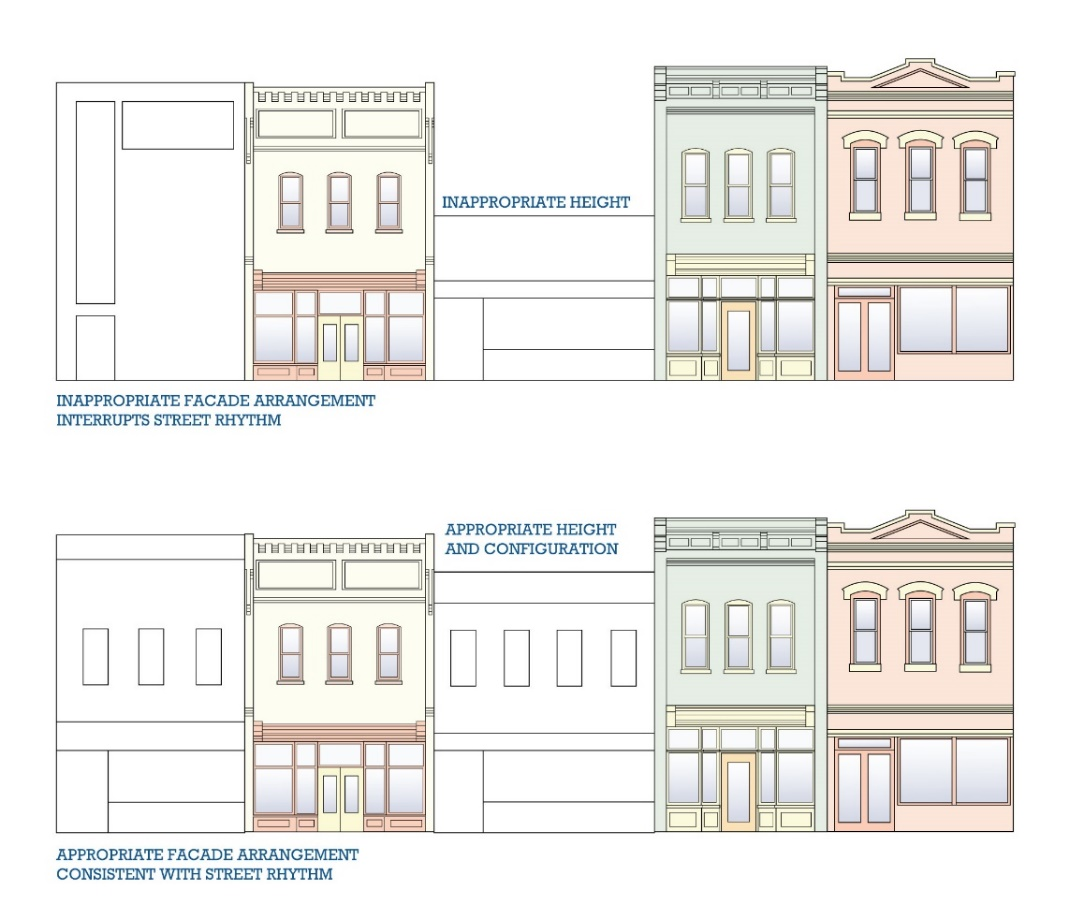 INAPPROPRIATE HEIGHT
INAPPROPRIATE FACADE ARRANGEMENT
INTERRUPTS STREET RHYTHM
APPROPRIATE HEIGHT
AND CONFIGURATION
APPROPRIATE FACADE ARRANGEMENT
CONSISTENT WITH STREET RHYTHM